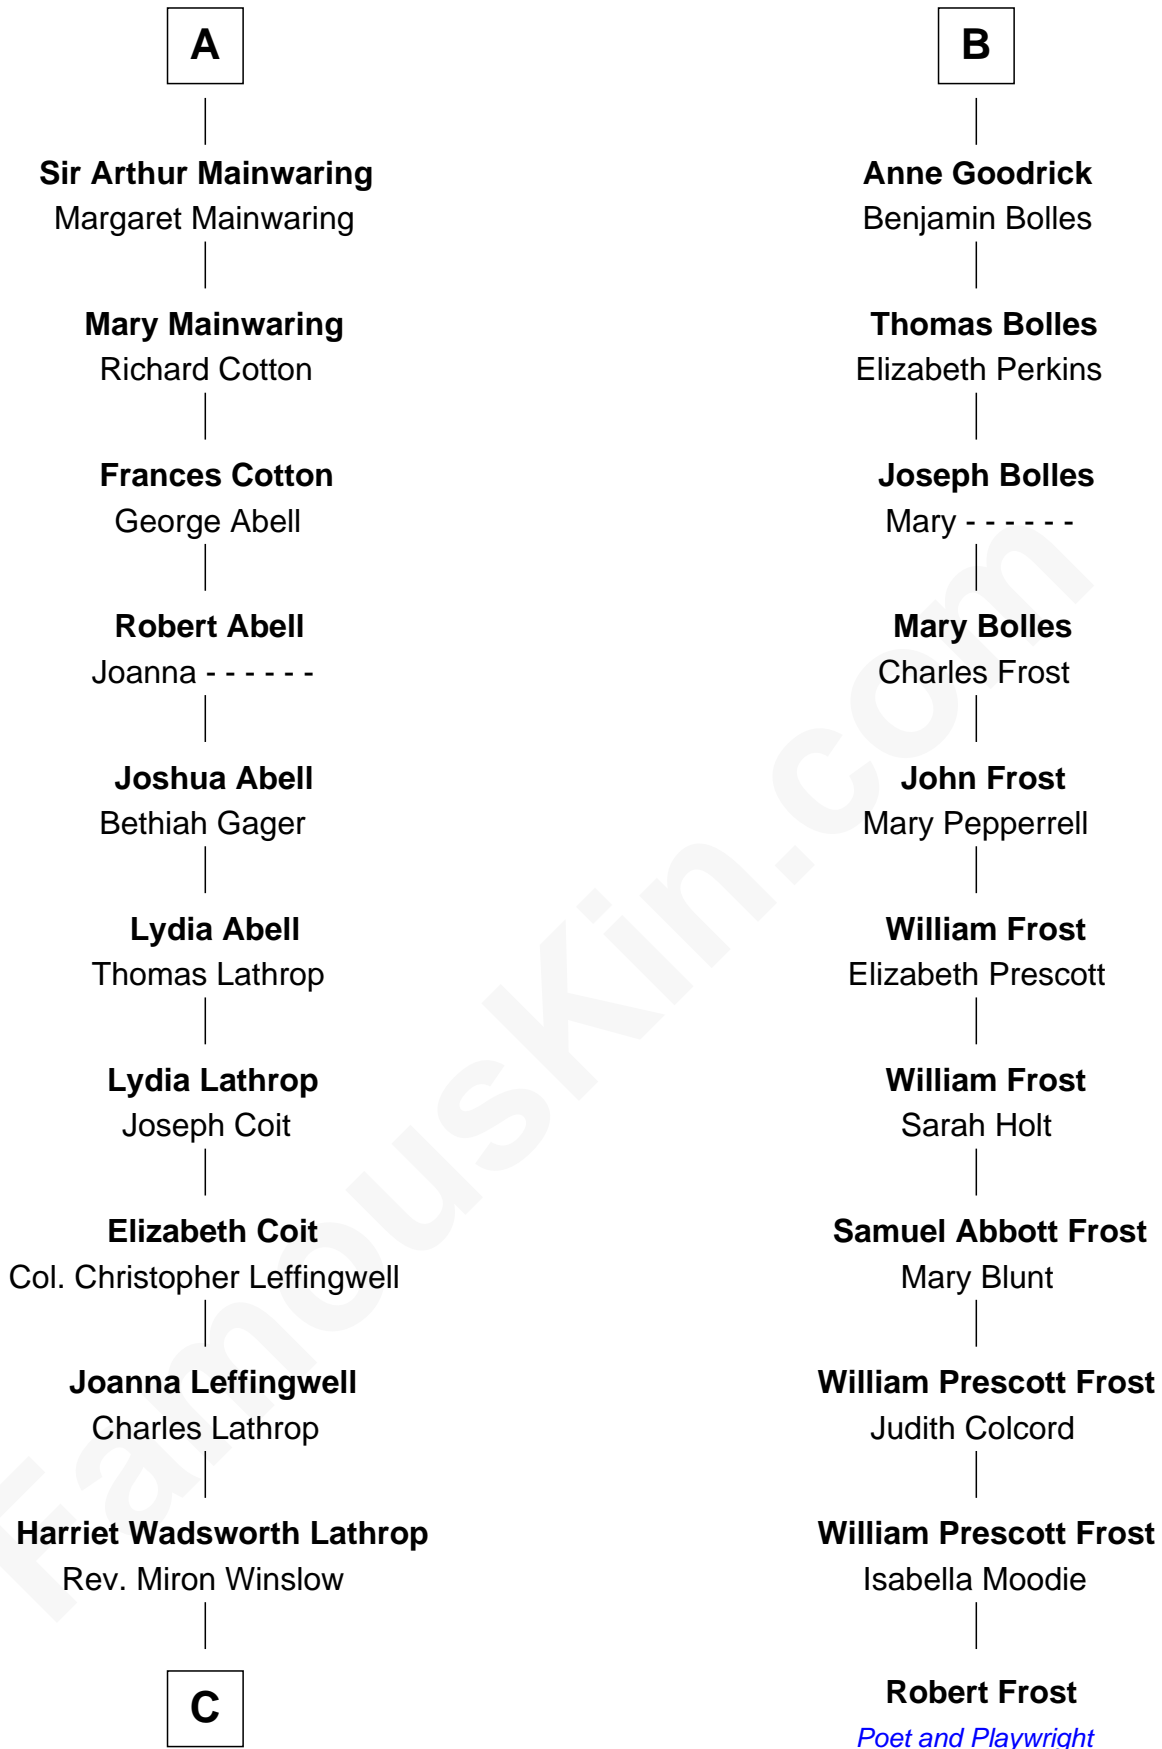 A
Sir Arthur Mainwaring
Margaret Mainwaring
Mary Mainwaring
Richard Cotton
Frances Cotton
George Abell
Robert Abell
Joanna - - - - - -
Joshua Abell
Bethiah Gager
Lydia Abell
Thomas Lathrop
Lydia Lathrop
Joseph Coit
Elizabeth Coit
Col. Christopher Leffingwell
Joanna Leffingwell
Charles Lathrop
Harriet Wadsworth Lathrop
Rev. Miron Winslow
C
B
Anne Goodrick
Benjamin Bolles
Thomas Bolles
Elizabeth Perkins
Joseph Bolles
Mary - - - - - -
Mary Bolles
Charles Frost
John Frost
Mary Pepperrell
William Frost
Elizabeth Prescott
William Frost
Sarah Holt
Samuel Abbott Frost
Mary Blunt
William Prescott Frost
Judith Colcord
William Prescott Frost
Isabella Moodie
Robert Frost
Poet and Playwright
FamousKin.com